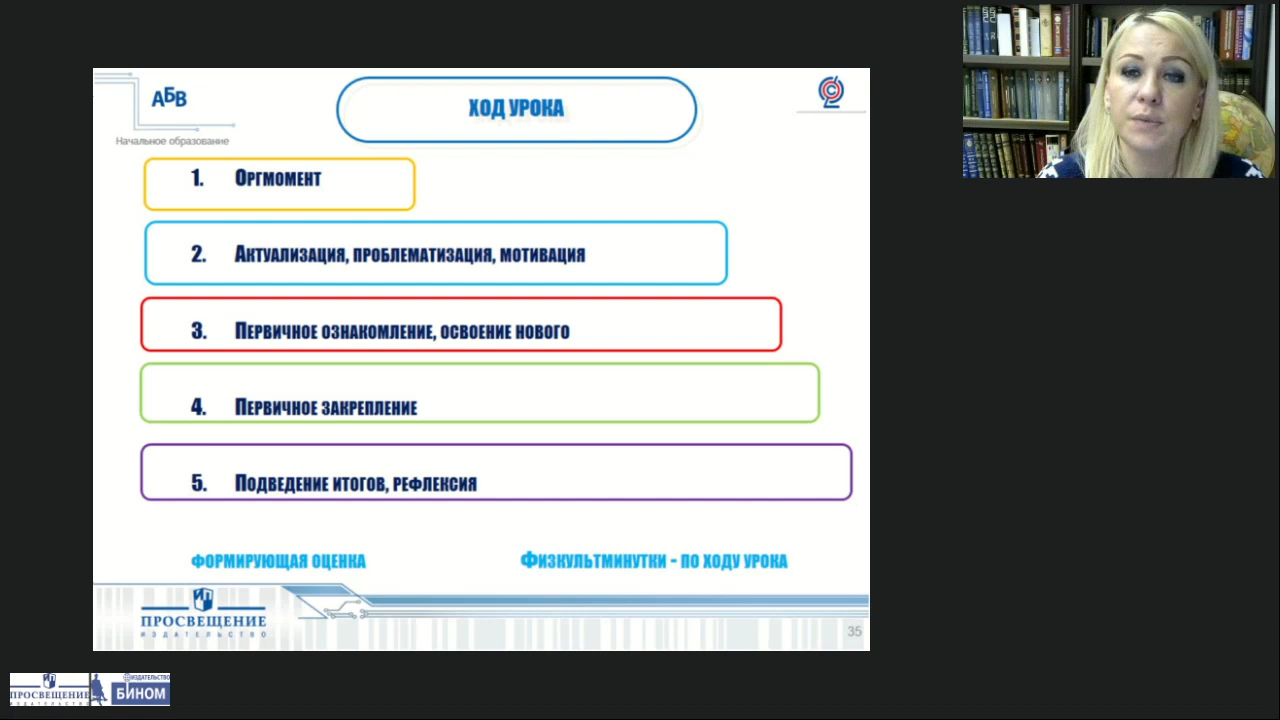 АБВ
Начальное образование
ХОД УРОКА
1. Оргмомент
2. Актуализация, проблематизация, мотивация
3. Первичное ознакомление, освоение нового
4. Первичное закрепление
5. Подведение итогов, рефлексия
формирующая оценка
Физкультминутки - по ходу урока
ПРОСВЕЩЕНИЕ
ИЗДАТЕЛЬСТВО
35
ПРОСВЕЩЕНИЕ
ИЗДАТЕЛЬСТВО
ИЗДАТЕЛЬСТВО
БИНОМ